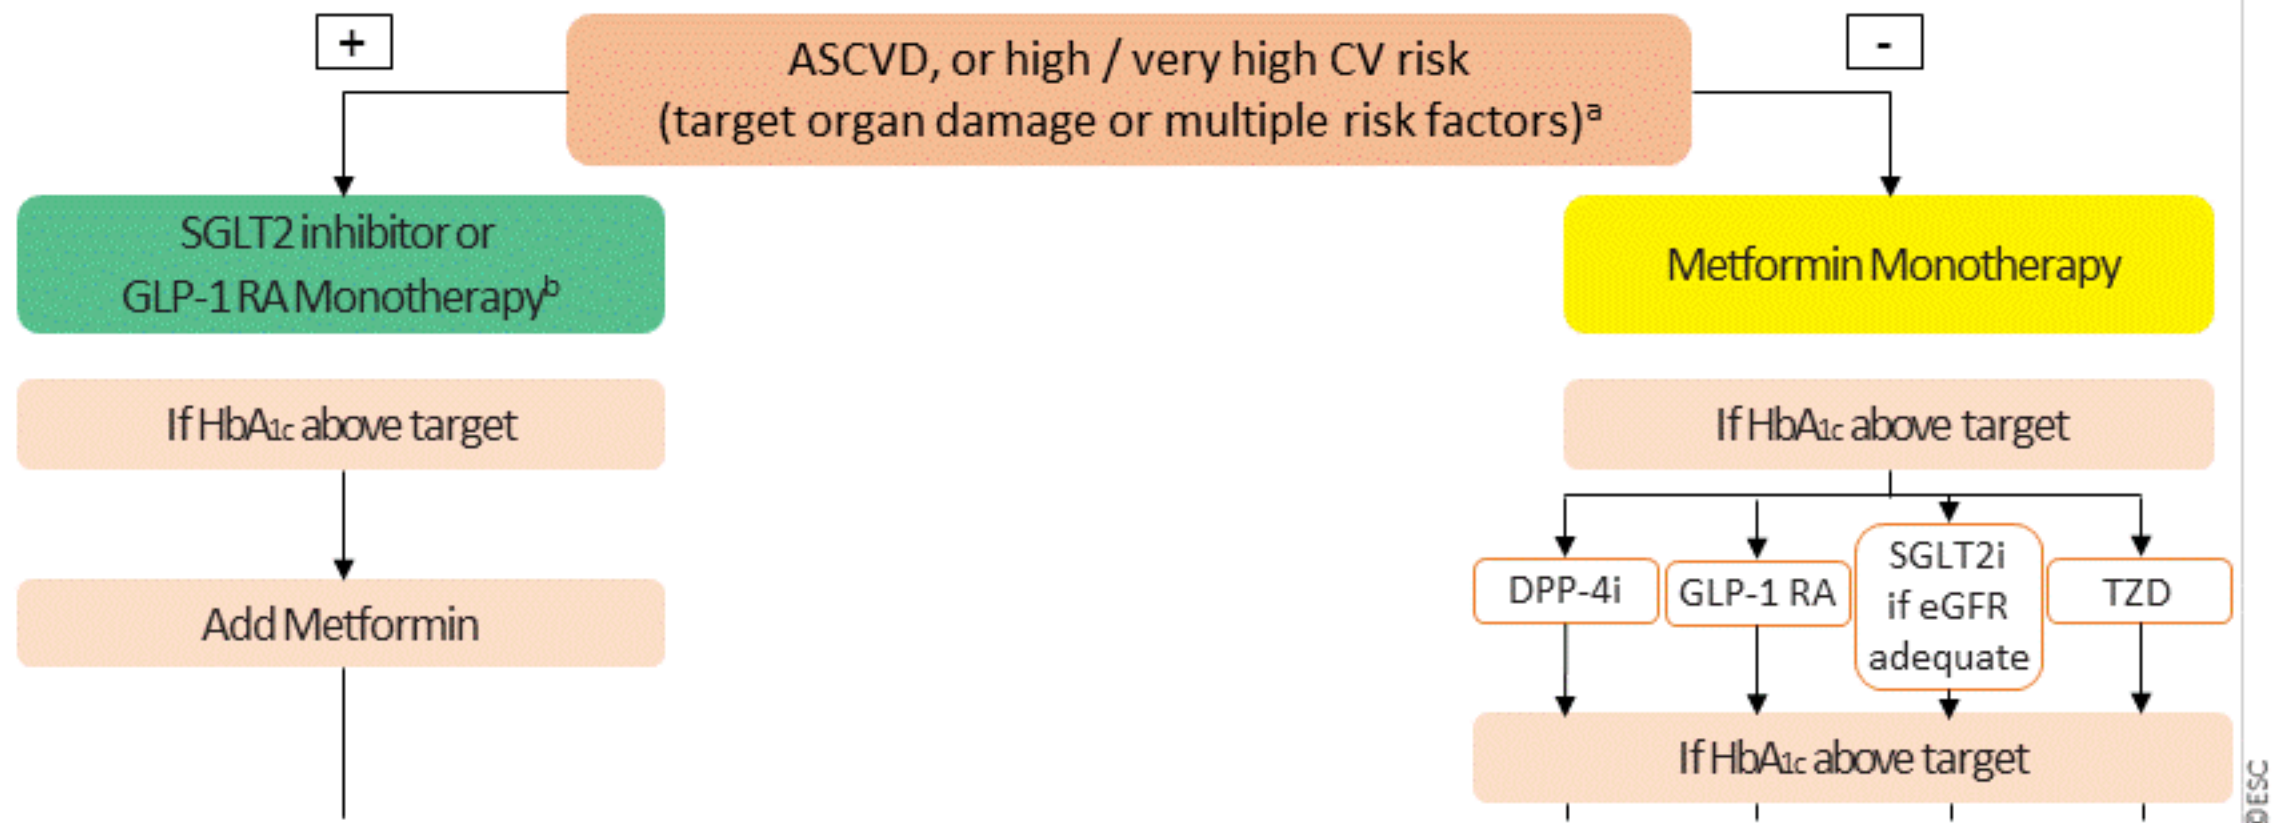 +
ASCVD, or high / very high CV risk
(target organ damage or multiple risk factors)ᵃ
-
SGLT2 inhibitor or
GLP-1 RA Monotherapyᵇ
Metformin Monotherapy
If HbA1c above target
If HbA1c above target
Add Metformin
DPP-4i
GLP-1 RA
SGLT2i
if eGFR
adequate
TZD
If HbA1c above target
©ESC